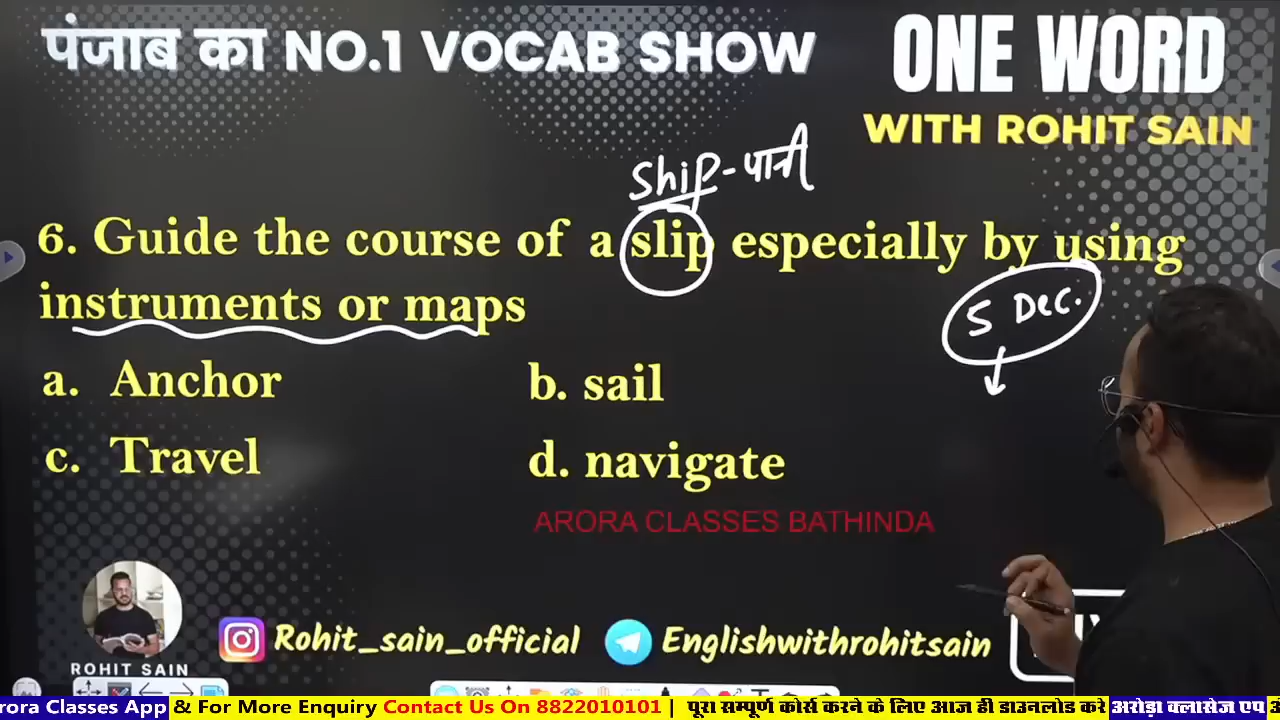 पंजाब का NO.1 VOCAB SHOW
ONE WORD
WITH ROHIT SAIN
Ship-पानी
6. Guide the course of a slip especially by using
instruments or maps
5 Dec.
a. Anchor
b. sail
c. Travel
d. navigate
ARORA CLASSES BATHINDA
ROHIT SAIN
Rohit_sain_official
Englishwithrohitsain
rora Classes App & For More Enquiry Contact Us On 8822010101 | पूरा सम्पूर्ण कोर्स करने के लिए आज ही डाउनलोड करे अरोड़ा क्लासेज एप